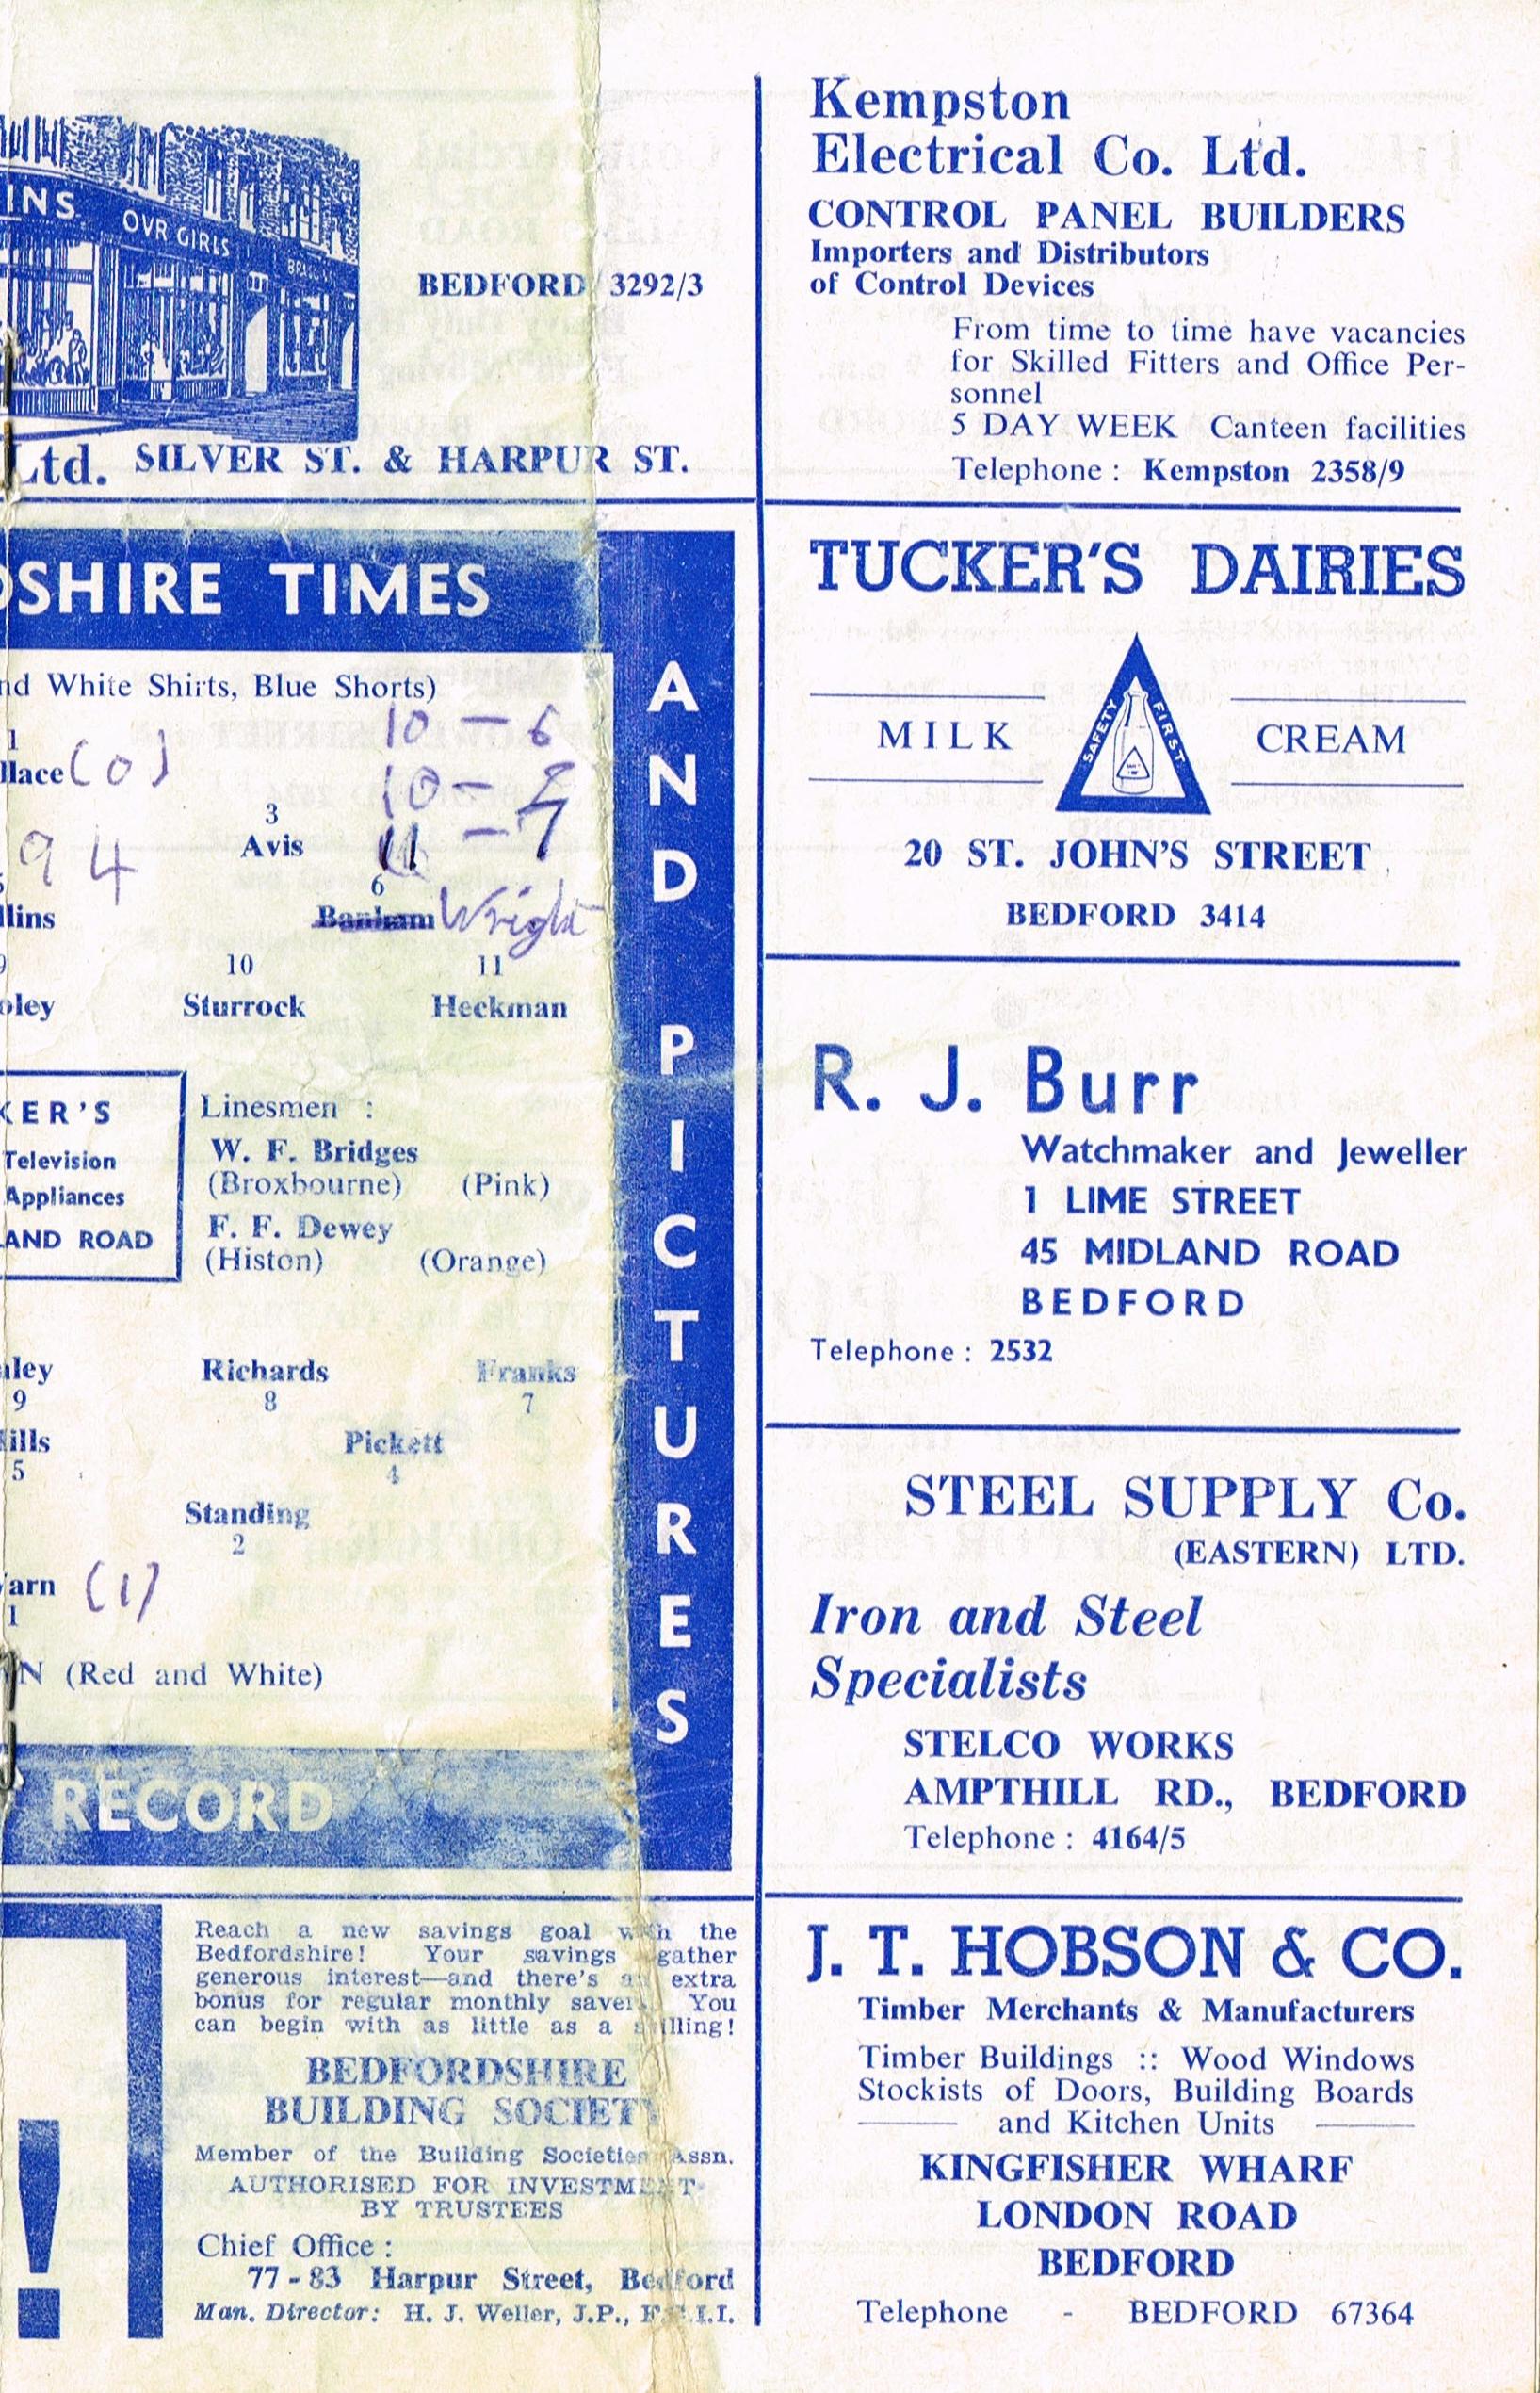 INS OVR GIRLS
BEDFORD 3292/3
Ltd. SILVER ST. & HARPUR ST.
SHIRE TIMES
AND PICTURES
White Shirts, Blue Shorts)
10 - 6
1
(0)
10 -
3
11 - 7
Avis
94
6
Banham Wright
10 11
Sturrock Heckman
KER'S
Television
Appliances
ROAD
Linesmen :
W. F. Bridges
(Broxbourne) (Pink)
F. F. Dewey
(Histon) (Orange)
Richards Franks
9 8 7
Pickett
5 4
Standing
2
(1)
1
(Red and White)
RECORD
Reach a new savings goal with the
Bedfordshire! Your savings gather
generous interest—and there's an extra
bonus for regular monthly savers. You
can begin with as little as a shilling!
BEDFORDSHIRE
BUILDING SOCIETY
Member of the Building Societies Assn.
AUTHORISED FOR INVESTMENT
BY TRUSTEES
Chief Office :
77 - 83 Harpur Street, Bedford
Man. Director: H. J. Weller, J.P.,
!
Kempston
Electrical Co. Ltd.
CONTROL PANEL BUILDERS
Importers and Distributors
of Control Devices
From time to time have vacancies
for Skilled Fitters and Office Per-
sonnel
5 DAY WEEK Canteen facilities
Telephone : Kempston 2358/9
TUCKER'S DAIRIES
MILK SAFETY FIRST CREAM
20 ST. JOHN'S STREET
BEDFORD 3414
R. J. Burr
Watchmaker and Jeweller
1 LIME STREET
45 MIDLAND ROAD
BEDFORD
Telephone : 2532
STEEL SUPPLY Co.
(EASTERN) LTD.
Iron and Steel
Specialists
STELCO WORKS
AMPTHILL RD., BEDFORD
Telephone : 4164/5
J. T. HOBSON & CO.
Timber Merchants & Manufacturers
Timber Buildings :: Wood Windows
Stockists of Doors, Building Boards
and Kitchen Units
KINGFISHER WHARF
LONDON ROAD
BEDFORD
Telephone - BEDFORD 67364